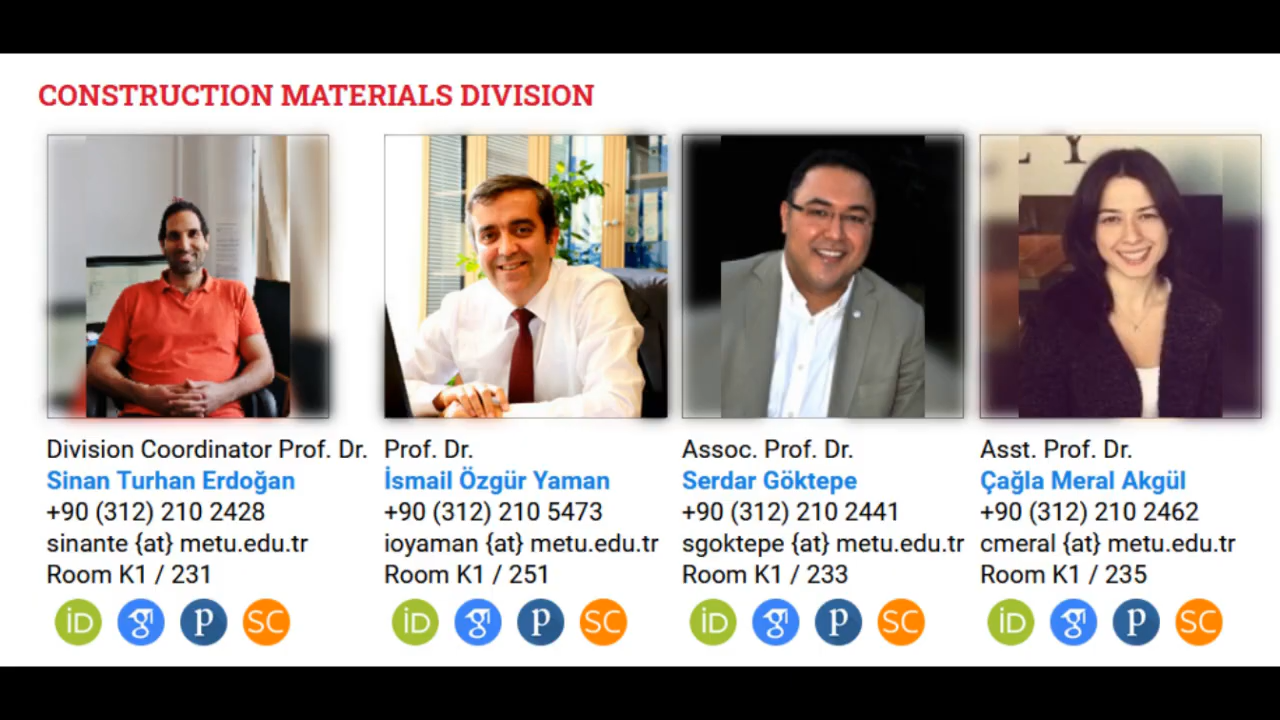 CONSTRUCTION MATERIALS DIVISION
L Y
Division Coordinator Prof. Dr.
Sinan Turhan Erdoğan
+90 (312) 210 2428
sinante {at} metu.edu.tr
Room K1 / 231
iD g p SC
Prof. Dr.
İsmail Özgür Yaman
+90 (312) 210 5473
ioyaman {at} metu.edu.tr
Room K1 / 251
iD g p SC
Assoc. Prof. Dr.
Serdar Göktepe
+90 (312) 210 2441
sgoktepe {at} metu.edu.tr
Room K1 / 233
iD g p SC
Asst. Prof. Dr.
Çağla Meral Akgül
+90 (312) 210 2462
cmeral {at} metu.edu.tr
Room K1 / 235
iD g p SC